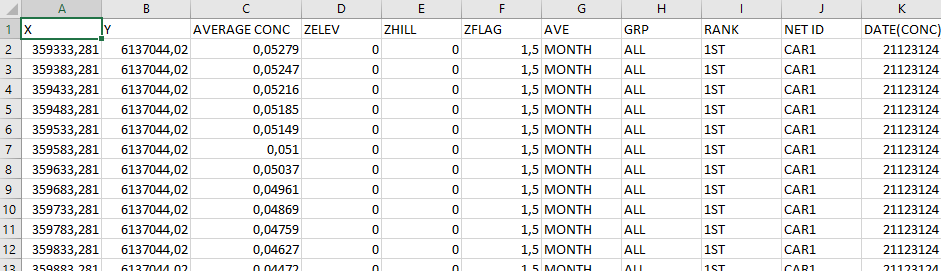 A B C D E F G H I J K
1 X Y AVERAGE CONC ZELEV ZHILL ZFLAG AVE GRP RANK NET ID DATE(CONC)
2 359333,281 6137044,02 0,05279 0 0 1,5 MONTH ALL 1ST CAR1 21123124
3 359383,281 6137044,02 0,05247 0 0 1,5 MONTH ALL 1ST CAR1 21123124
4 359433,281 6137044,02 0,05216 0 0 1,5 MONTH ALL 1ST CAR1 21123124
5 359483,281 6137044,02 0,05185 0 0 1,5 MONTH ALL 1ST CAR1 21123124
6 359533,281 6137044,02 0,05149 0 0 1,5 MONTH ALL 1ST CAR1 21123124
7 359583,281 6137044,02 0,051 0 0 1,5 MONTH ALL 1ST CAR1 21123124
8 359633,281 6137044,02 0,05037 0 0 1,5 MONTH ALL 1ST CAR1 21123124
9 359683,281 6137044,02 0,04961 0 0 1,5 MONTH ALL 1ST CAR1 21123124
10 359733,281 6137044,02 0,04869 0 0 1,5 MONTH ALL 1ST CAR1 21123124
11 359783,281 6137044,02 0,04759 0 0 1,5 MONTH ALL 1ST CAR1 21123124
12 359833,281 6137044,02 0,04627 0 0 1,5 MONTH ALL 1ST CAR1 21123124
13 359883,281 6137044,02 0,04472 0 0 1,5 MONTH ALL 1ST CAR1 21123124